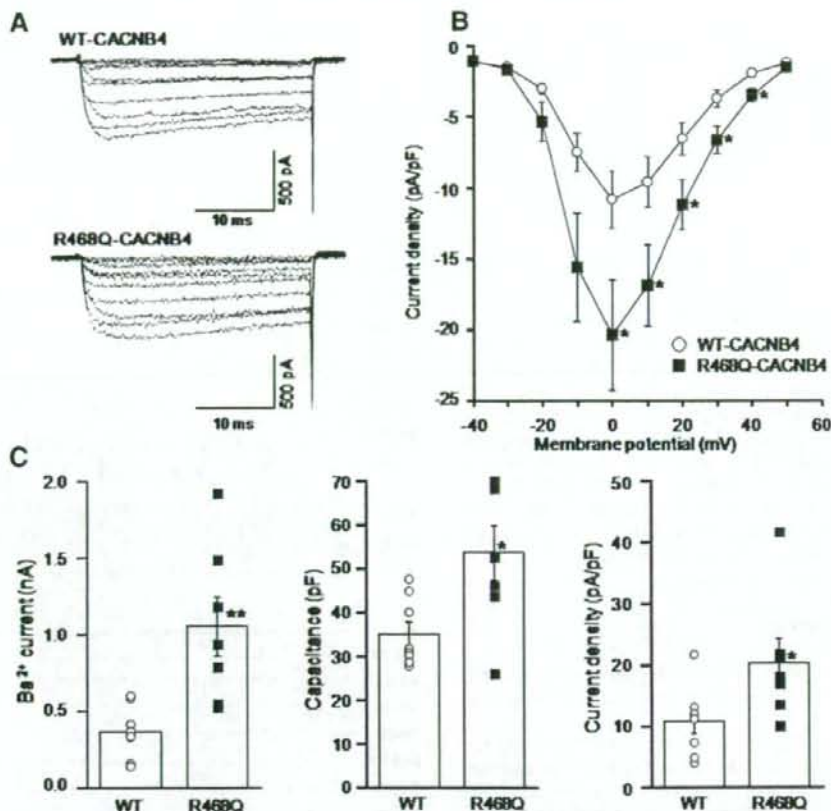 A
WT-CACNB4
500 pA
10 ms
R468Q-CACNB4
500 pA
10 ms
B
0
-5
-10
-15
-20
-25
Current density (pA/pF)
*
*
*
*
*
WT-CACNB4
R468Q-CACNB4
-40
-20
0
20
40
60
Membrane potential (mV)
C
2.0
1.5
1.0
0.5
0.0
Ba2+ current (nA)
**
WT
R468Q
70
60
50
40
30
20
10
0
Capacitance (pF)
*
WT
R468Q
50
40
30
20
10
0
Current density (pA/pF)
*
WT
R468Q